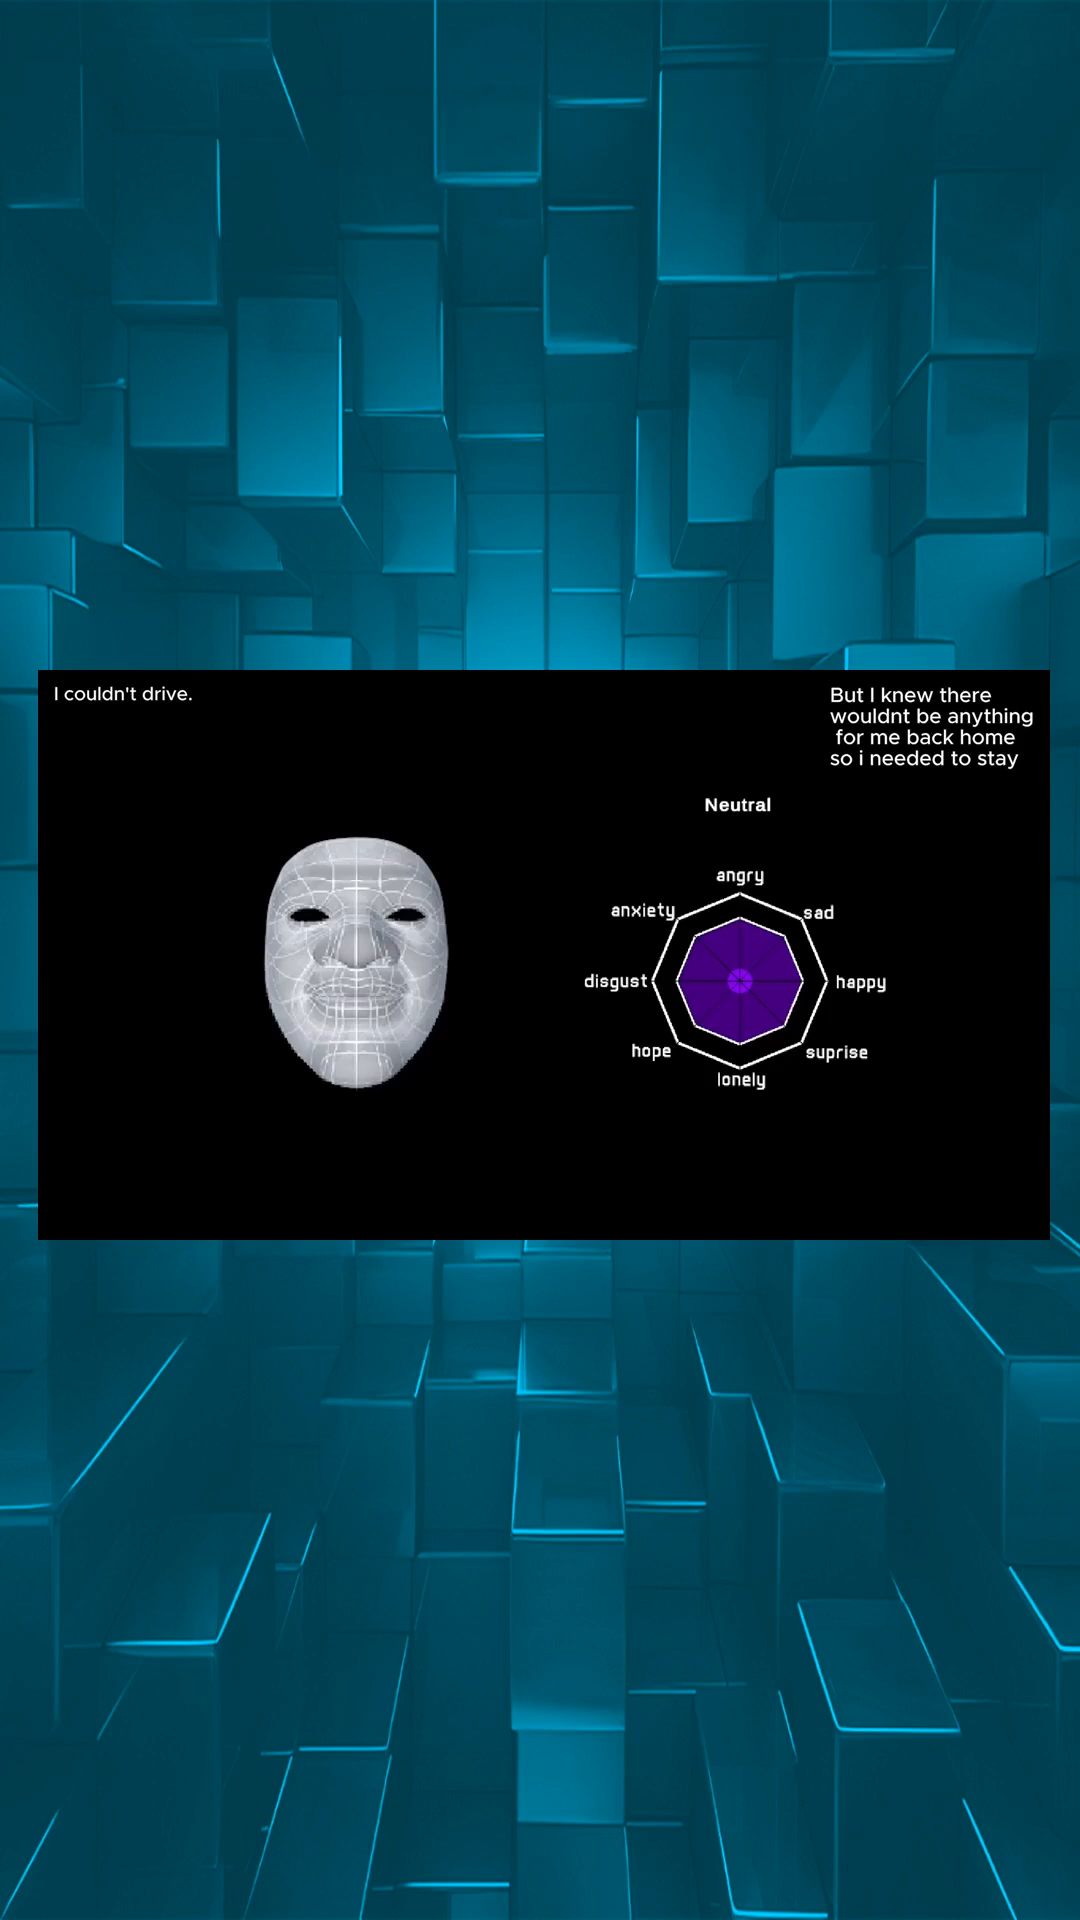 I couldn't drive.
But I knew there
wouldnt be anything
for me back home
so i needed to stay
Neutral
angry
anxiety
sad
disgust
happy
hope
suprise
lonely